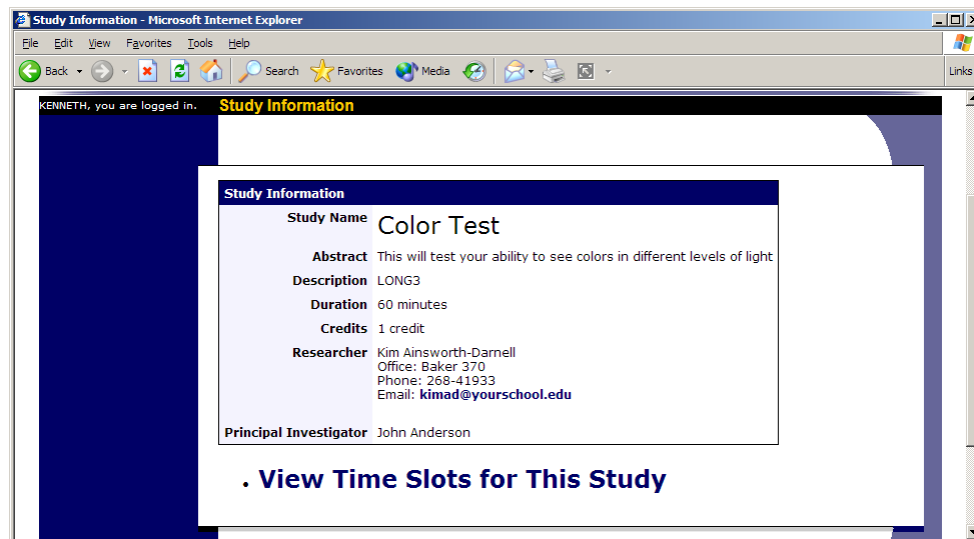 Study Information - Microsoft Internet Explorer
File Edit View Favorites Tools Help
Back Search Favorites Media Links
KENNETH, you are logged in. Study Information
Study Information
Study Name Color Test
Abstract This will test your ability to see colors in different levels of light
Description LONG3
Duration 60 minutes
Credits 1 credit
Researcher Kim Ainsworth-Darnell
Office: Baker 370
Phone: 268-41933
Email: kimad@yourschool.edu
Principal Investigator John Anderson
• View Time Slots for This Study